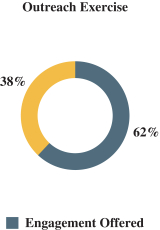 Outreach Exercise
38%
62%
Engagement Offered